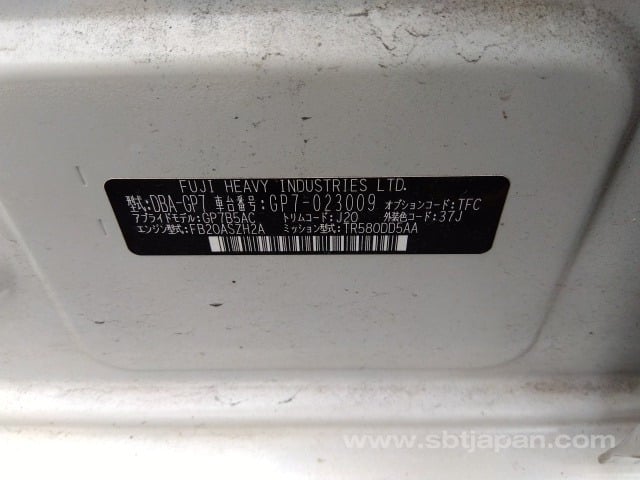 FUJI HEAVY INDUSTRIES LTD.
型式:DBA-GP7 車台番号:GP7-023009 オプションコード:TFC
アプライドモデル:GP7B5AC トリムコード:J20 外装色コード:37J
エンジン型式:FB20ASZH2A ミッション型式:TR580DD5AA
www.sbtjapan.com